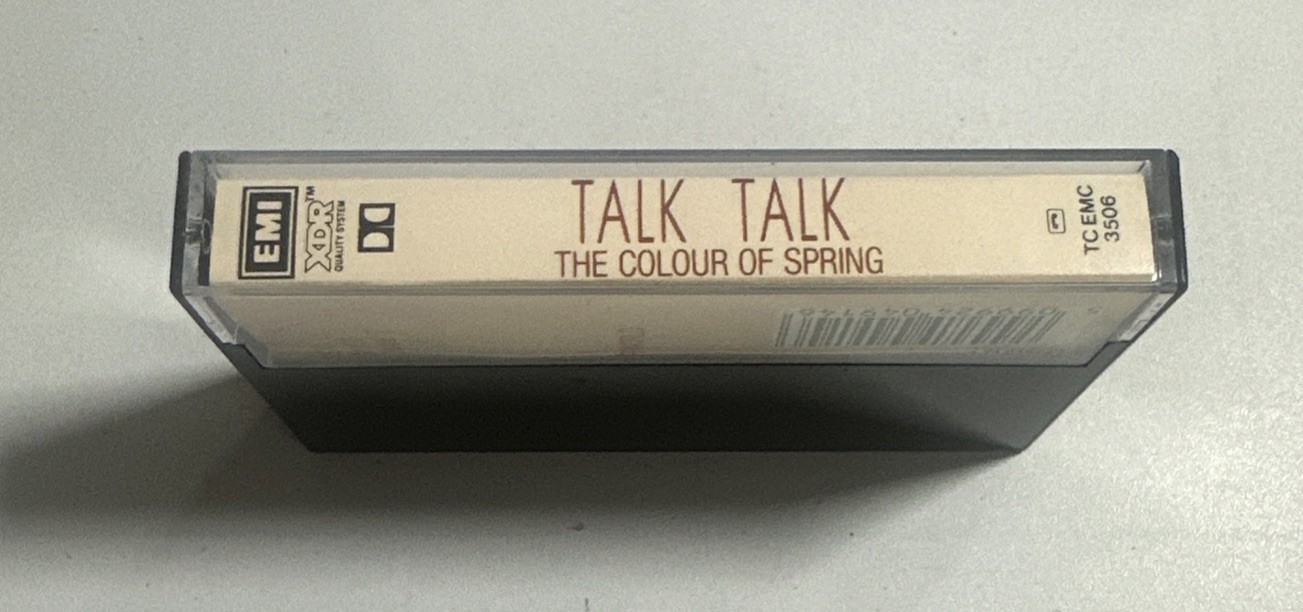 EMI
XDR™
QUALITY SYSTEM
TALK TALK
THE COLOUR OF SPRING
TC EMC
3506